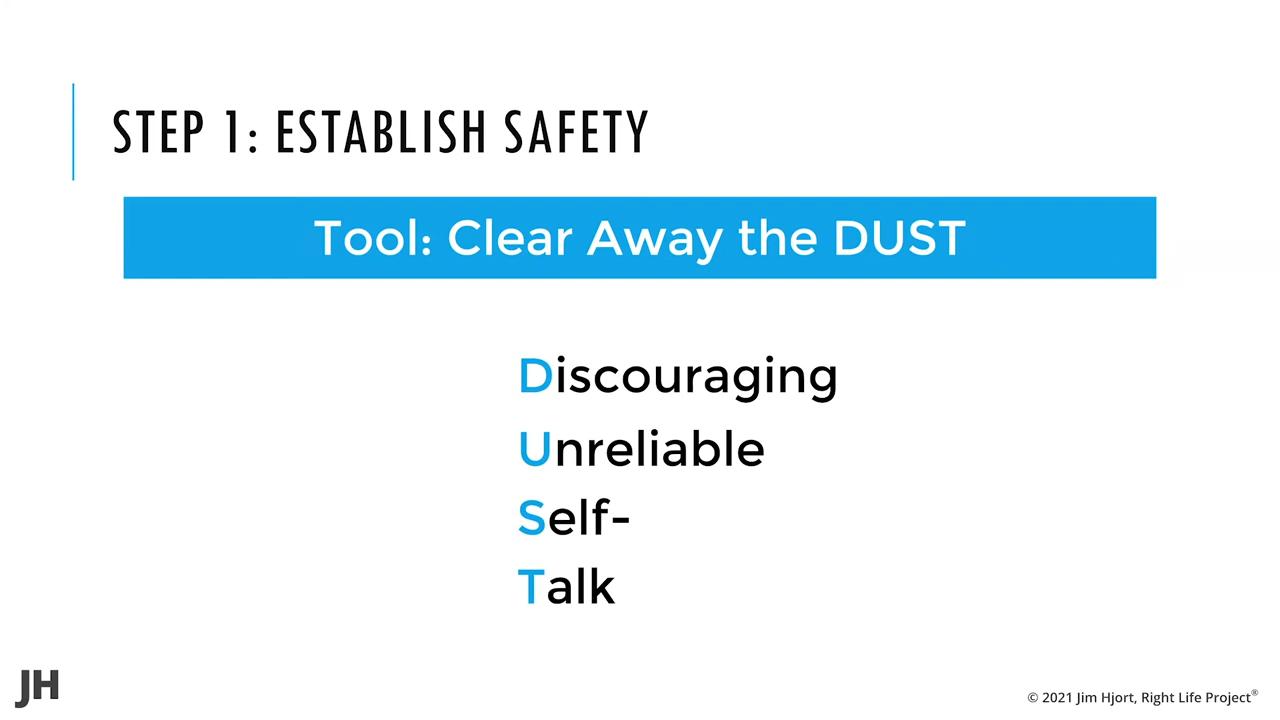 STEP 1: ESTABLISH SAFETY
Tool: Clear Away the DUST
Discouraging
Unreliable
Self-
Talk
JH
© 2021 Jim Hjort, Right Life Project®